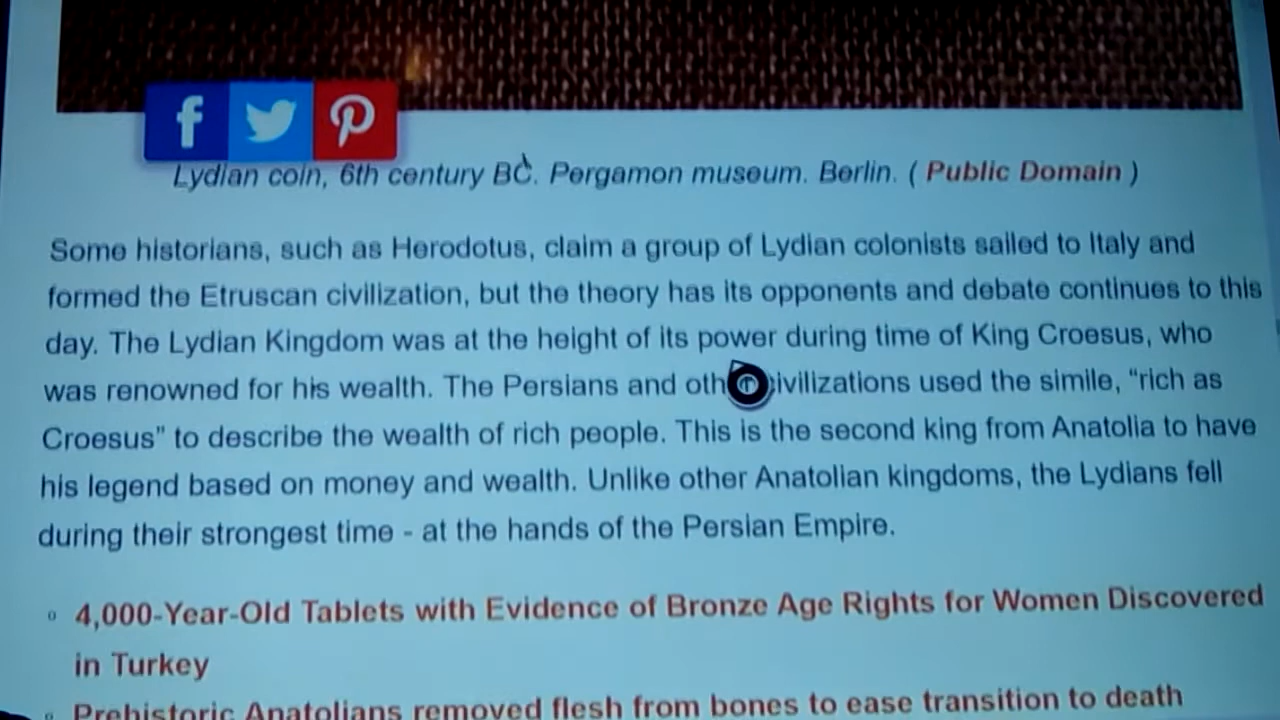 Lydian coin, 6th century BC. Pergamon museum. Berlin. ( Public Domain )
Some historians, such as Herodotus, claim a group of Lydian colonists sailed to Italy and
formed the Etruscan civilization, but the theory has its opponents and debate continues to this
day. The Lydian Kingdom was at the height of its power during time of King Croesus, who
was renowned for his wealth. The Persians and oth ivilizations used the simile, “rich as
Croesus” to describe the wealth of rich people. This is the second king from Anatolia to have
his legend based on money and wealth. Unlike other Anatolian kingdoms, the Lydians fell
during their strongest time - at the hands of the Persian Empire.
4,000-Year-Old Tablets with Evidence of Bronze Age Rights for Women Discovered
in Turkey
Prehistoric Anatolians removed flesh from bones to ease transition to death